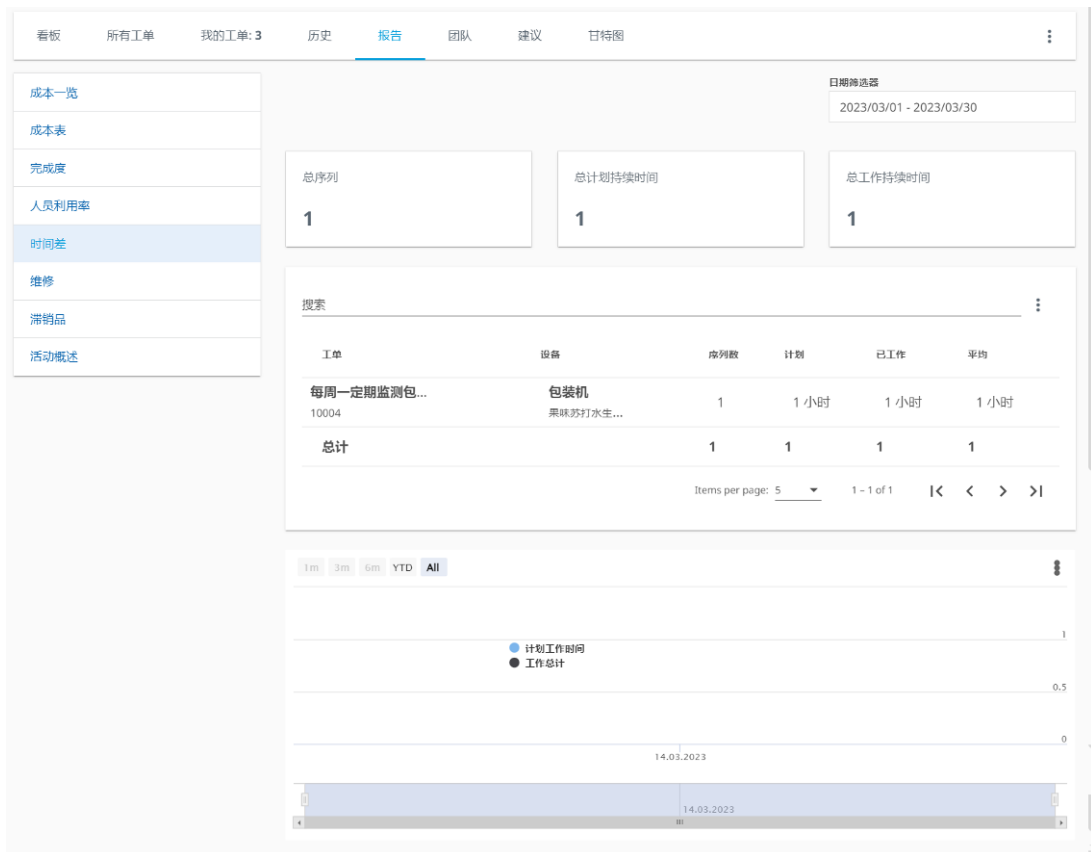 看板 所有工单 我的工单: 3 历史 报告 团队 建议 甘特图
成本一览
成本表
完成度
人员利用率
时间差
维修
滞销品
活动概述
日期筛选器
2023/03/01 - 2023/03/30
总序列 总计划持续时间 总工作持续时间
1 1 1
搜索
工单 设备 序列数 计划 已工作 平均
每周一定期监测包... 包装机 1 1 小时 1 小时 1 小时
10004 果味苏打水生...
总计 1 1 1 1
Items per page: 5 1 – 1 of 1
1m 3m 6m YTD All
1
计划工作时间
工作总计
0.5
0
14.03.2023
14.03.2023